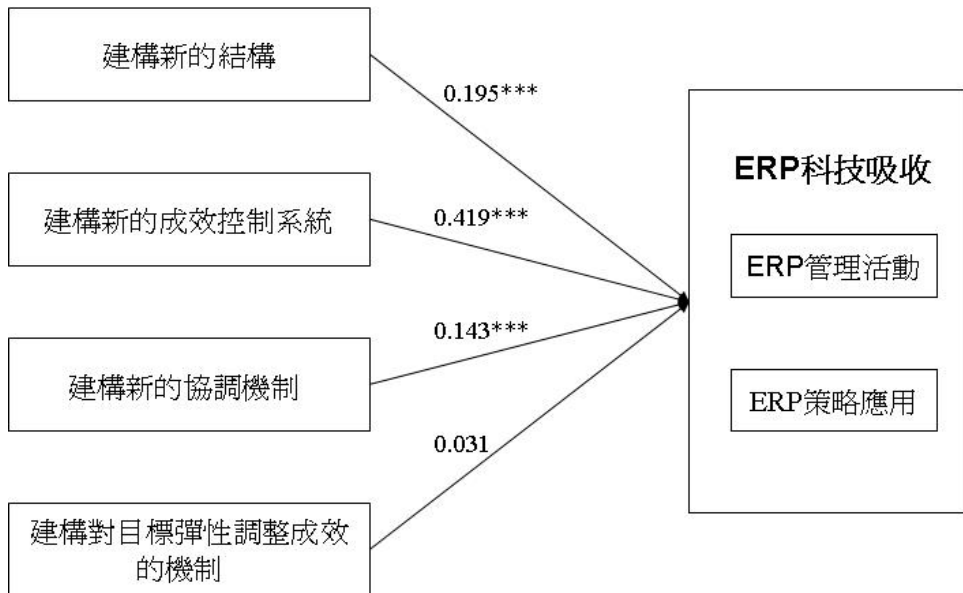 建構新的結構
0.195***
ERP科技吸收
建構新的成效控制系統
0.419***
ERP管理活動
建構新的協調機制
0.143***
ERP策略應用
0.031
建構對目標彈性調整成效
的機制